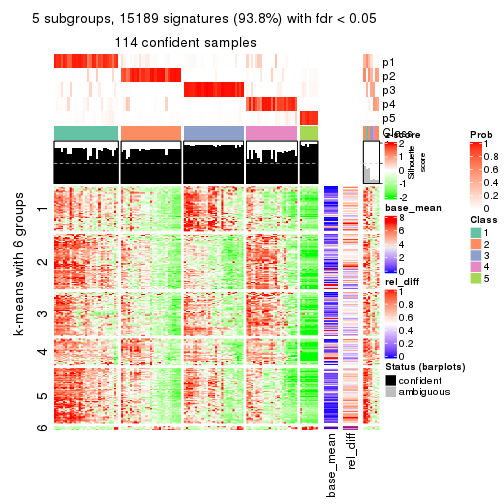 5 subgroups, 15189 signatures (93.8%) with fdr < 0.05
114 confident samples
p1
p2
p3
p4
p5
Class
Silhouette
score
z-score
2
1
0
-1
-2
base_mean
8
6
4
2
0
rel_diff
1
0.8
0.6
0.4
0.2
0
Status (barplots)
confident
ambiguous
Prob
1
0.8
0.6
0.4
0.2
0
Class
1
2
3
4
5
k-means with 6 groups
1
2
3
4
5
6
base_mean
rel_diff